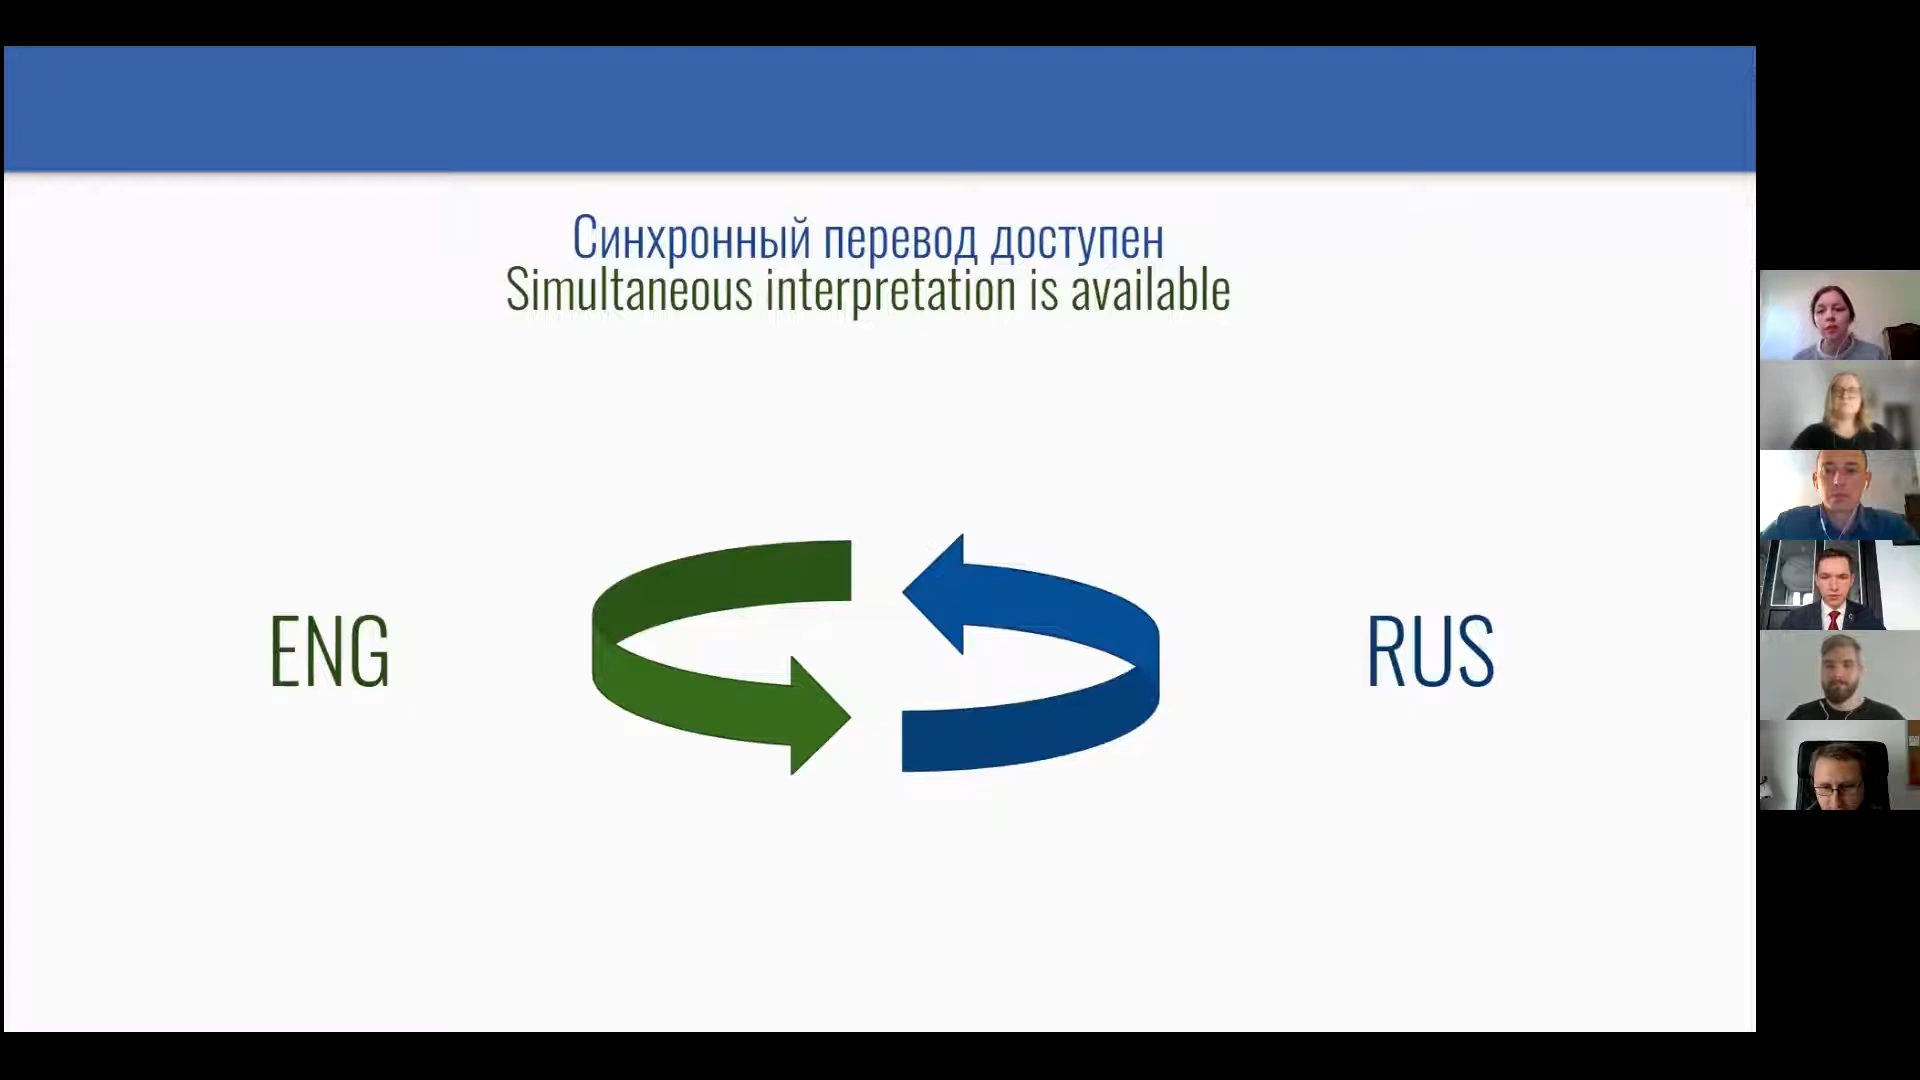 Синхронный перевод доступен
Simultaneous interpretation is available
ENG
RUS